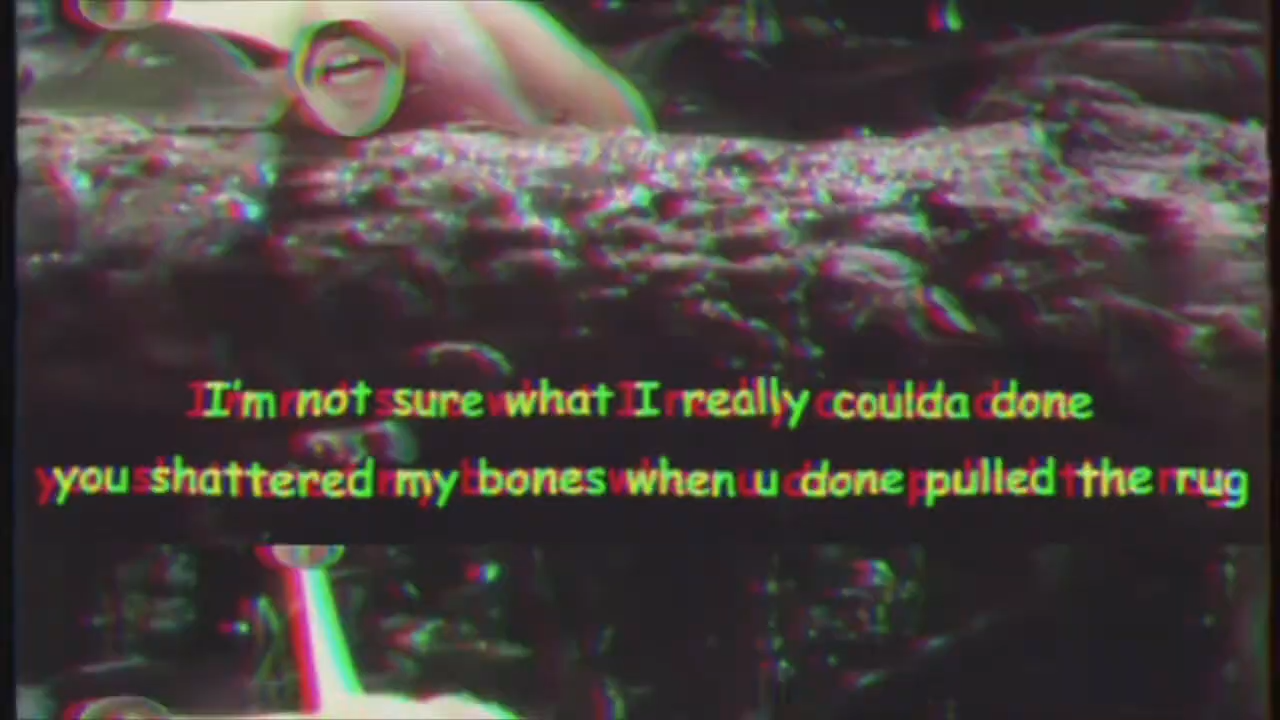 I'm not sure what I really coulda done
you shattered my bones when u done pulled the rug